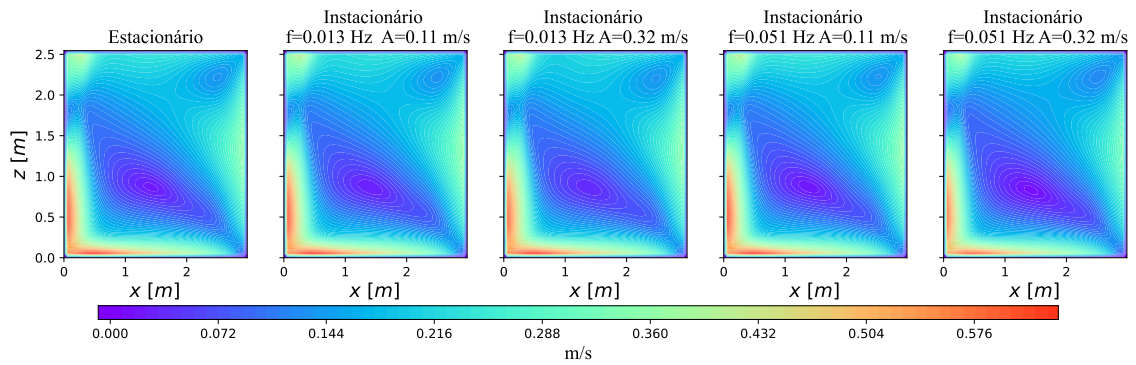 Estacionário
Instacionário
f=0.013 Hz  A=0.11 m/s
Instacionário
f=0.013 Hz A=0.32 m/s
Instacionário
f=0.051 Hz A=0.11 m/s
Instacionário
f=0.051 Hz A=0.32 m/s
z [m]
2.5
2.0
1.5
1.0
0.5
0.0
0 1 2
x [m]
0 1 2
x [m]
0 1 2
x [m]
0 1 2
x [m]
0 1 2
x [m]
0.000 0.072 0.144 0.216 0.288 0.360 0.432 0.504 0.576
m/s